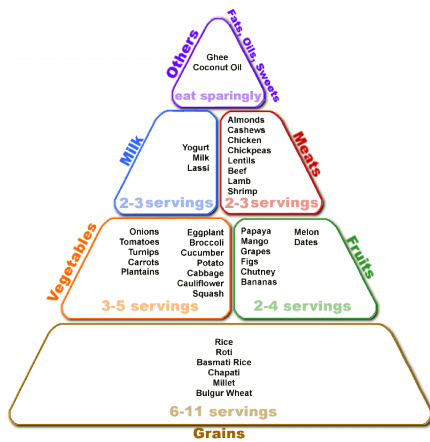 Others
Fats, Oils, Sweets
Ghee
Coconut Oil
eat sparingly
Milk
Yogurt
Milk
Lassi
2-3 servings
Meats
Almonds
Cashews
Chicken
Chickpeas
Lentils
Beef
Lamb
Shrimp
2-3 servings
Vegetables
Onions
Tomatoes
Turnips
Carrots
Plantains
Eggplant
Broccoli
Cucumber
Potato
Cabbage
Cauliflower
Squash
3-5 servings
Fruits
Papaya
Mango
Grapes
Figs
Chutney
Bananas
Melon
Dates
2-4 servings
Rice
Roti
Basmati Rice
Chapati
Millet
Bulgur Wheat
6-11 servings
Grains